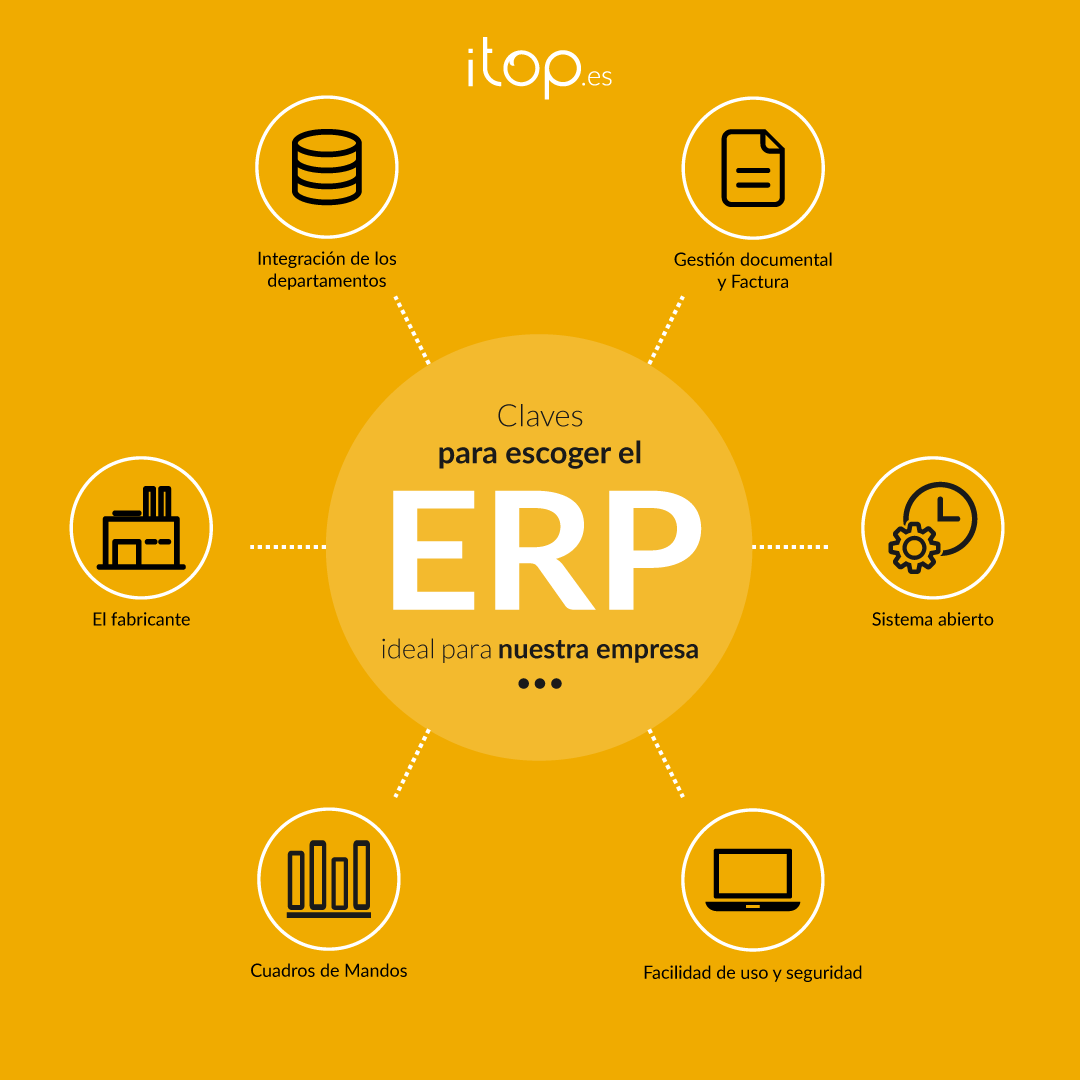 itop.es
Integración de los
departamentos
Gestión documental
y Factura
Claves
para escoger el
ERP
ideal para nuestra empresa
El fabricante
Sistema abierto
Cuadros de Mandos
Facilidad de uso y seguridad